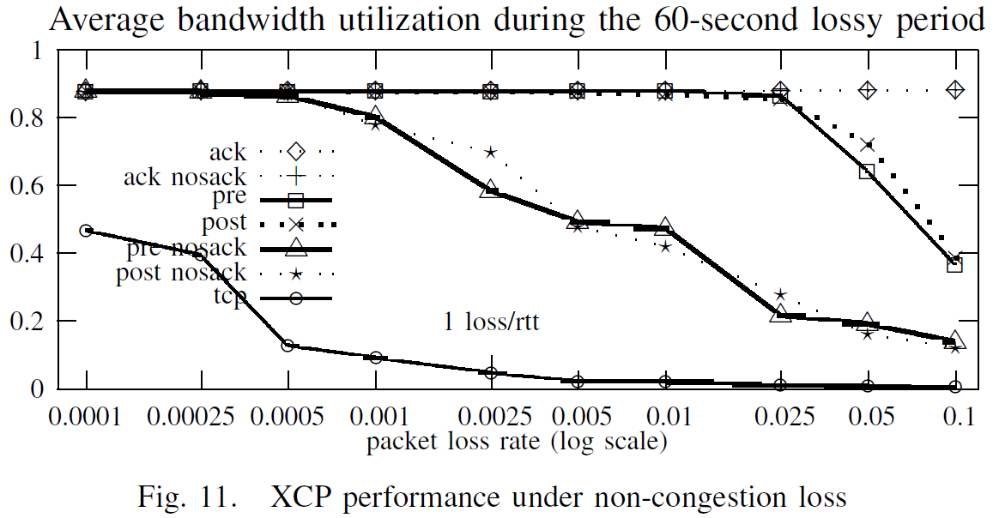 Average bandwidth utilization during the 60-second lossy period
1
0.8
0.6
0.4
0.2
0
ack
ack nosack
pre
post
pre nosack
post nosack
tcp
1 loss/rtt
0.0001 0.00025 0.0005 0.001 0.0025 0.005 0.01 0.025 0.05 0.1
packet loss rate (log scale)
Fig. 11. XCP performance under non-congestion loss